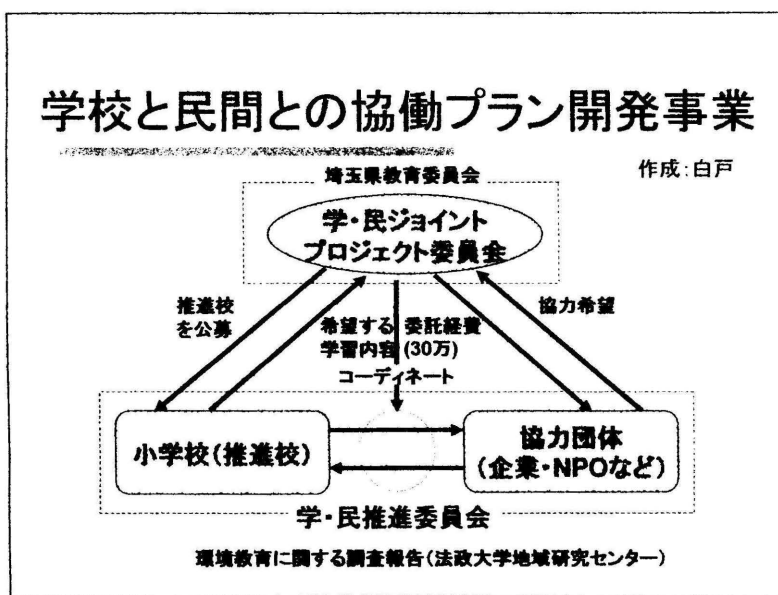 学校と民間との協働プラン開発事業
作成:白戸
埼玉県教育委員会
学・民ジョイント
プロジェクト委員会
推進校
を公募
希望する
学習内容
委託経費
(30万)
協力希望
コーディネート
小学校(推進校)
協力団体
(企業・NPOなど)
学・民推進委員会
環境教育に関する調査報告(法政大学地域研究センター)